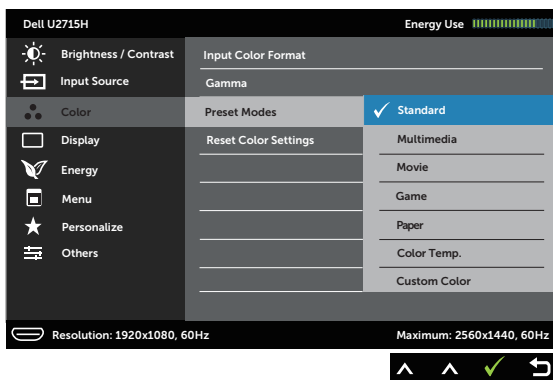 Dell U2715H
Energy Use
Brightness / Contrast
Input Source
Color
Display
Energy
Menu
Personalize
Others
Input Color Format
Gamma
Preset Modes
Reset Color Settings
Standard
Multimedia
Movie
Game
Paper
Color Temp.
Custom Color
Resolution: 1920x1080, 60Hz
Maximum: 2560x1440, 60Hz